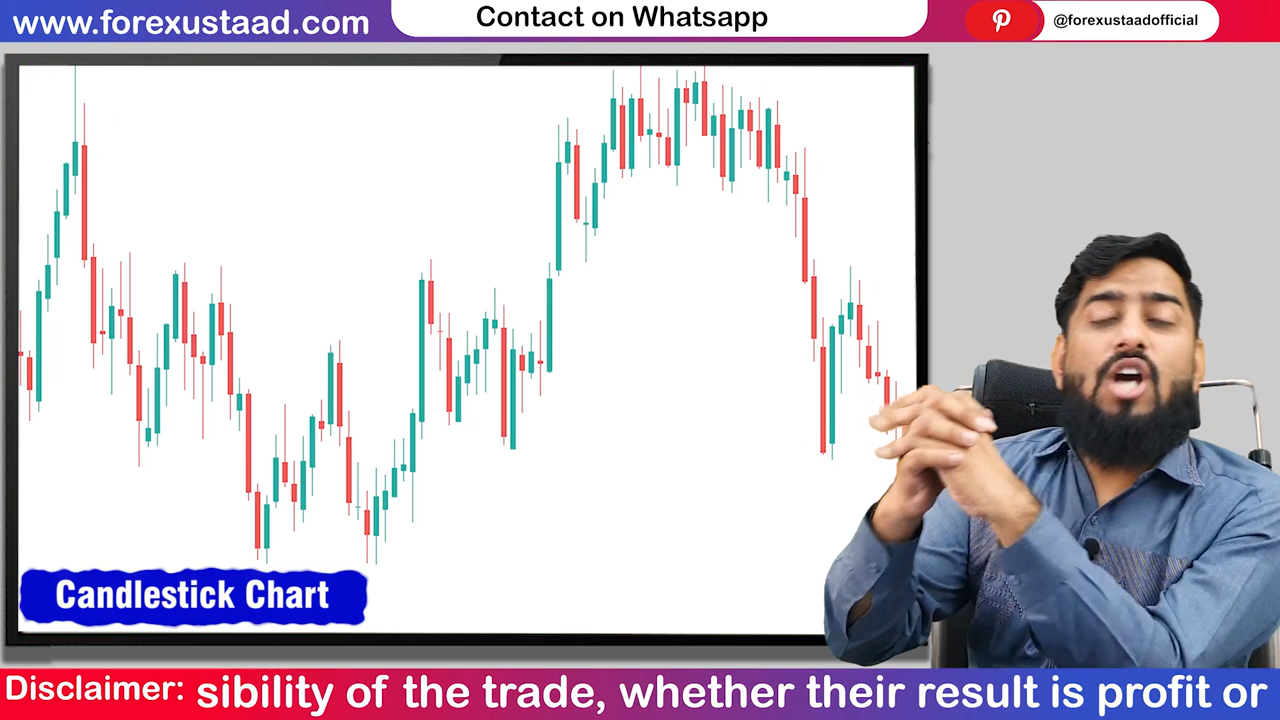 www.forexustaad.com
Contact on Whatsapp
@forexustaadofficial
Candlestick Chart
Disclaimer: sibility of the trade, whether their result is profit or